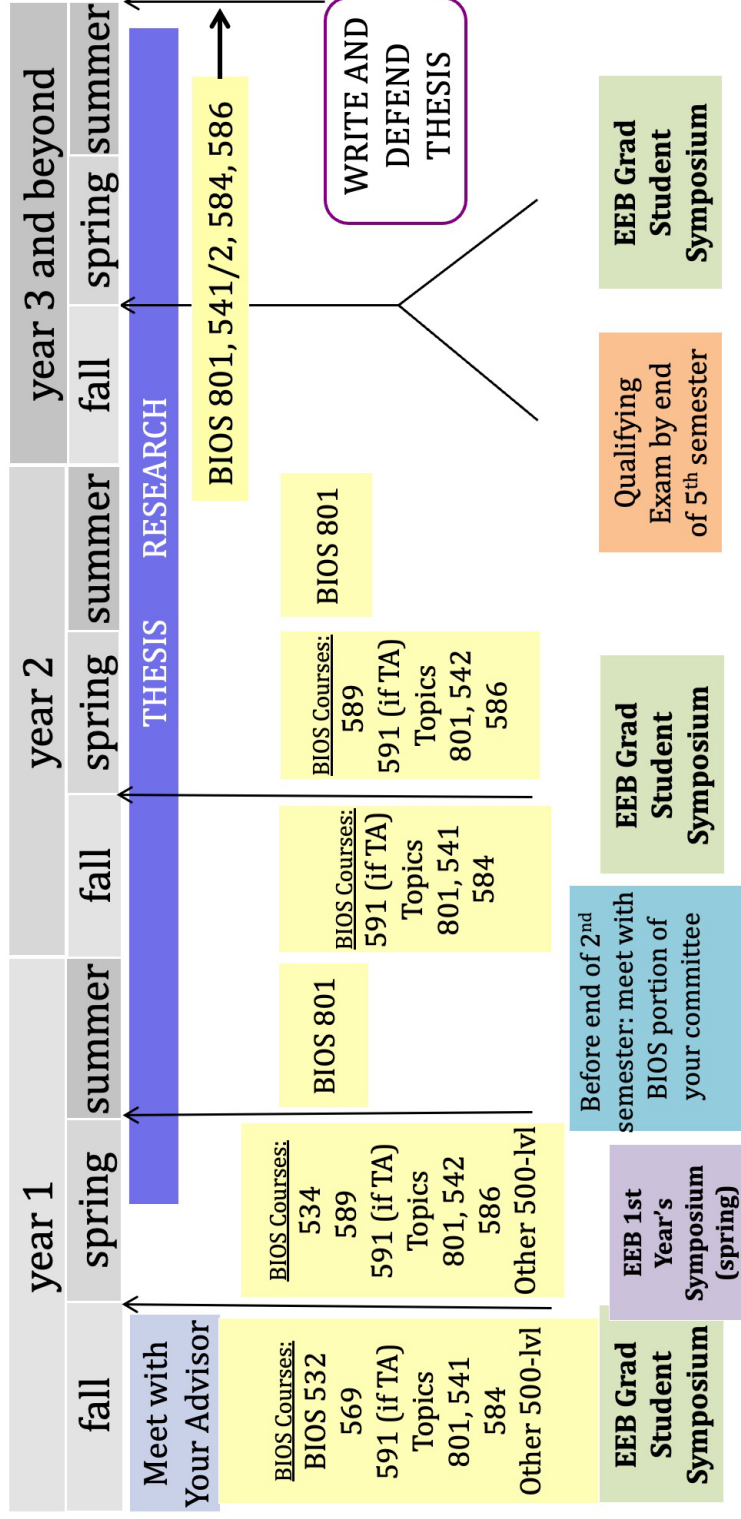 year 1
year 2
year 3 and beyond
fall
spring
summer
fall
spring
summer
fall
spring
summer
Meet with
Your Advisor
THESIS RESEARCH
BIOS Courses:
BIOS 532
569
591 (if TA)
Topics
801, 541
584
Other 500-lvl
BIOS Courses:
534
589
591 (if TA)
Topics
801, 542
586
Other 500-lvl
BIOS 801
BIOS Courses:
591 (if TA)
Topics
801, 541
584
BIOS Courses:
589
591 (if TA)
Topics
801, 542
586
BIOS 801
BIOS 801, 541/2, 584, 586
WRITE AND
DEFEND
THESIS
EEB Grad
Student
Symposium
EEB 1st
Year's
Symposium
(spring)
Before end of 2nd
semester: meet with
BIOS portion of
your committee
EEB Grad
Student
Symposium
Qualifying
Exam by end
of 5th semester
EEB Grad
Student
Symposium